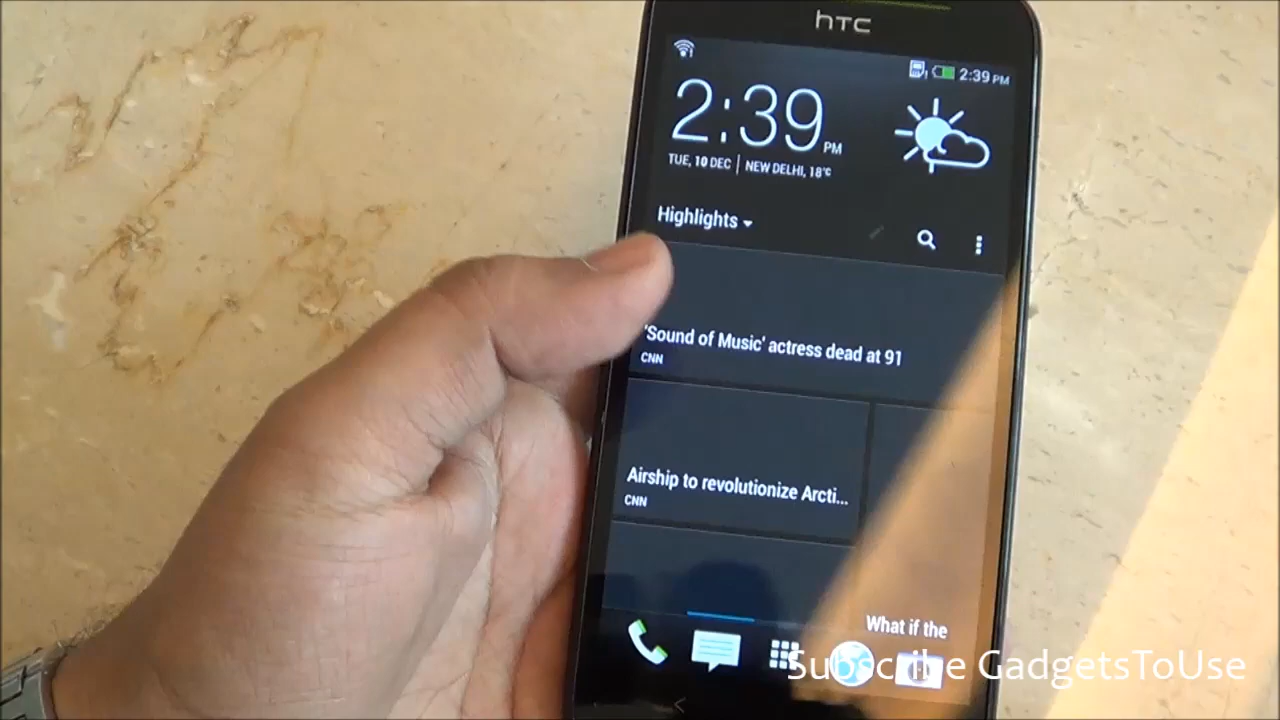 hTC
2:39 PM
2:39 PM
TUE, 10 DEC | NEW DELHI, 18°C
Highlights
'Sound of Music' actress dead at 91
CNN
Airship to revolutionize Arcti...
CNN
What if the
Subscribe GadgetsToUse